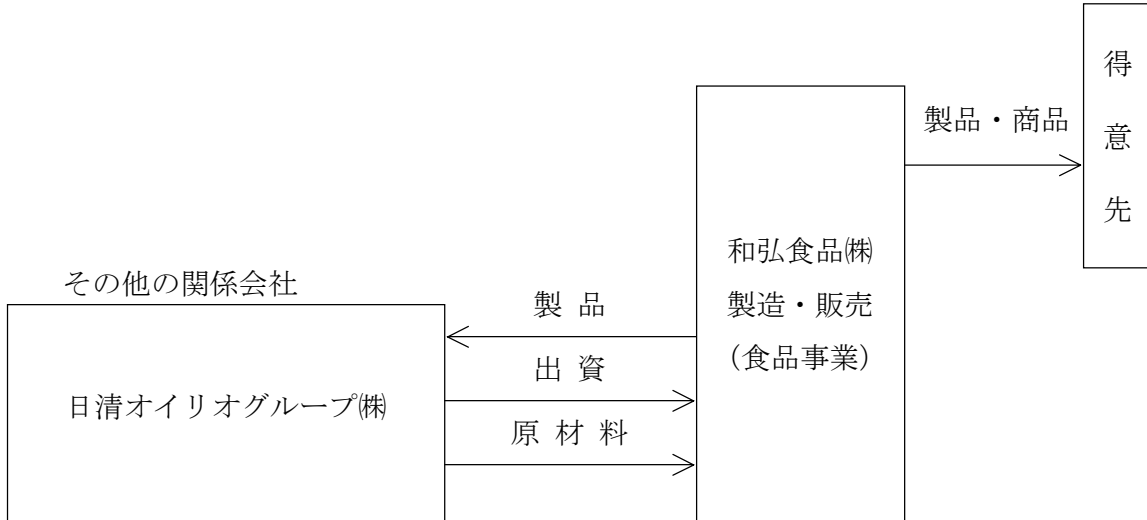 得意先
製品・商品
和弘食品㈱
製造・販売
(食品事業)
その他の関係会社
製品
出資
日清オイリオグループ㈱
原材料